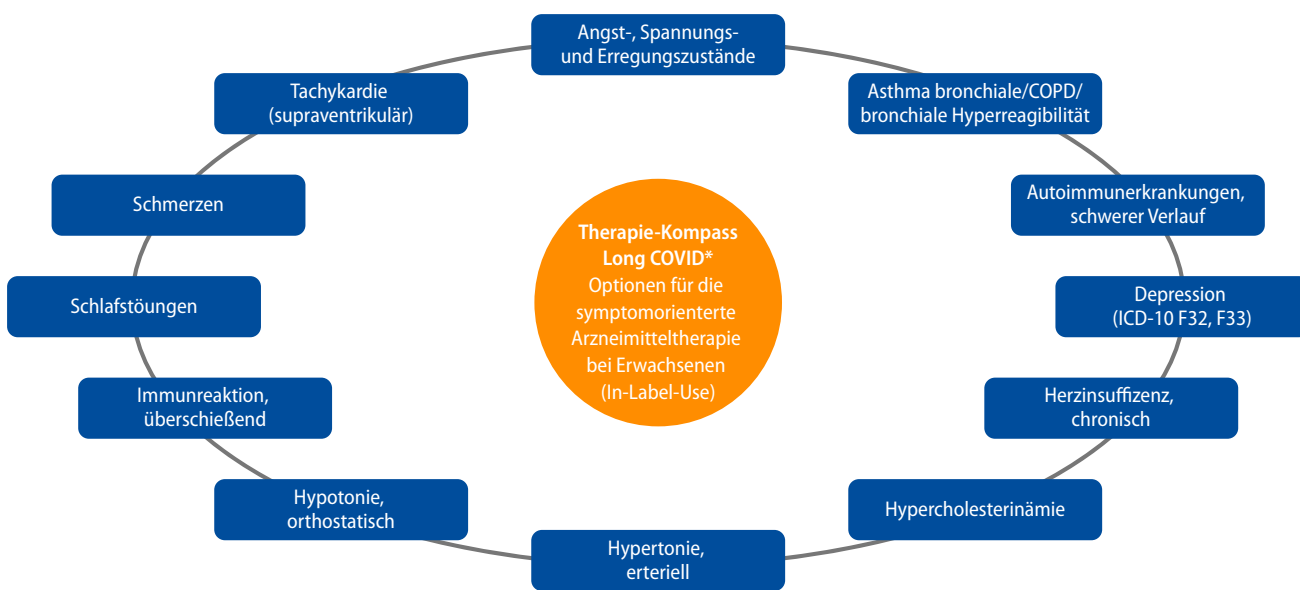 Angst-, Spannungs-
und Erregungszustände
Asthma bronchiale/COPD/
bronchiale Hyperreagibilität
Autoimmunerkrankungen,
schwerer Verlauf
Depression
(ICD-10 F32, F33)
Herzinsuffizenz,
chronisch
Hypercholesterinämie
Hypertonie,
erteriell
Hypotonie,
orthostatisch
Immunreaktion,
überschießend
Schlafstöungen
Schmerzen
Tachykardie
(supraventrikulär)
Therapie-Kompass
Long COVID*
Optionen für die
symptomorienterte
Arzneimitteltherapie
bei Erwachsenen
(In-Label-Use)